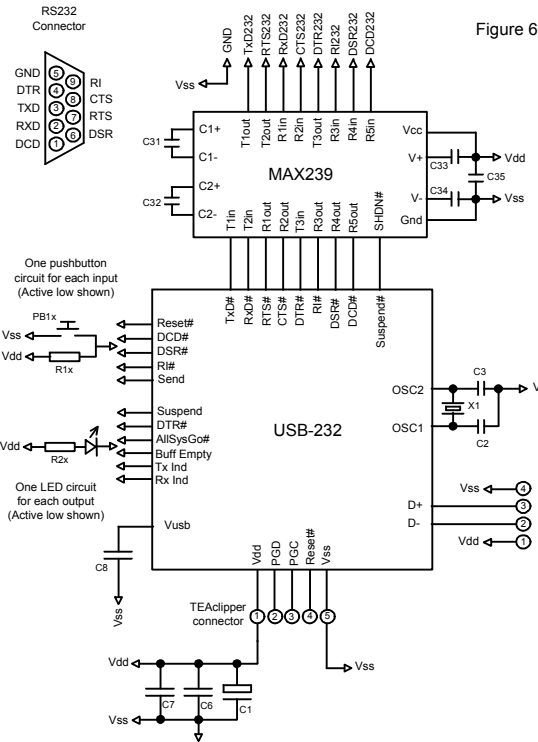 RS232
Connector
Figure 6
GND
DTR
TXD
RXD
DCD
5
4
3
2
1
9
8
7
6
RI
CTS
RTS
DSR
Vss
GND
TxD232
RTS232
RxD232
CTS232
DTR232
RI232
DSR232
DCD232
T1out
T2out
R1in
R2in
T3out
R3in
R4in
R5in
C31
C1+
C1-
C32
C2+
C2-
MAX239
Vcc
V+
V-
Gnd
C33
C34
C35
Vdd
Vss
T1in
T2in
R1out
R2out
T3in
R3out
R4out
R5out
SHDN#
TxD#
RxD#
RTS#
CTS#
DTR#
RI#
DSR#
DCD#
Suspend#
One pushbutton
circuit for each input
(Active low shown)
PB1x
Vss
Vdd
R1x
Reset#
DCD#
DSR#
RI#
Send
Suspend
DTR#
AllSysGo#
Buff Empty
Tx Ind
Rx Ind
Vdd
R2x
One LED circuit
for each output
(Active low shown)
USB-232
OSC2
OSC1
C3
X1
C2
V
Vss
4
D+
3
D-
2
Vdd
1
Vusb
C8
Vss
Vdd
PGD
PGC
Reset#
Vss
TEAclipper
connector
1
2
3
4
5
Vss
Vdd
C7
C6
C1
Vss